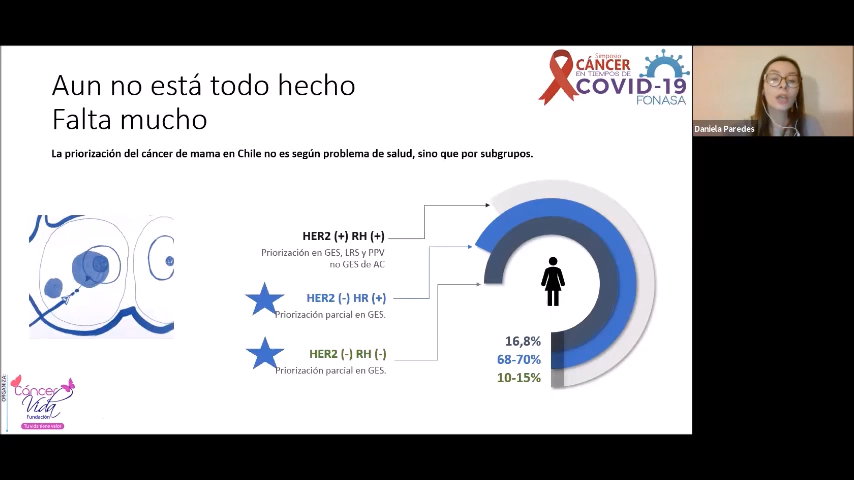 Aun no está todo hecho
Falta mucho
Simposio
CÁNCER
EN TIEMPOS DE
COVID-19
FONASA
Daniela Paredes
La priorización del cáncer de mama en Chile no es según problema de salud, sino que por subgrupos.
HER2 (+) RH (+)
Priorización en GES, LRS y PPV
no GES de AC
HER2 (-) HR (+)
Priorización parcial en GES.
HER2 (-) RH (-)
Priorización parcial en GES.
16,8%
68-70%
10-15%
ORGANIZA:
Cáncer
Vida
Fundación
Tu vida tiene valor